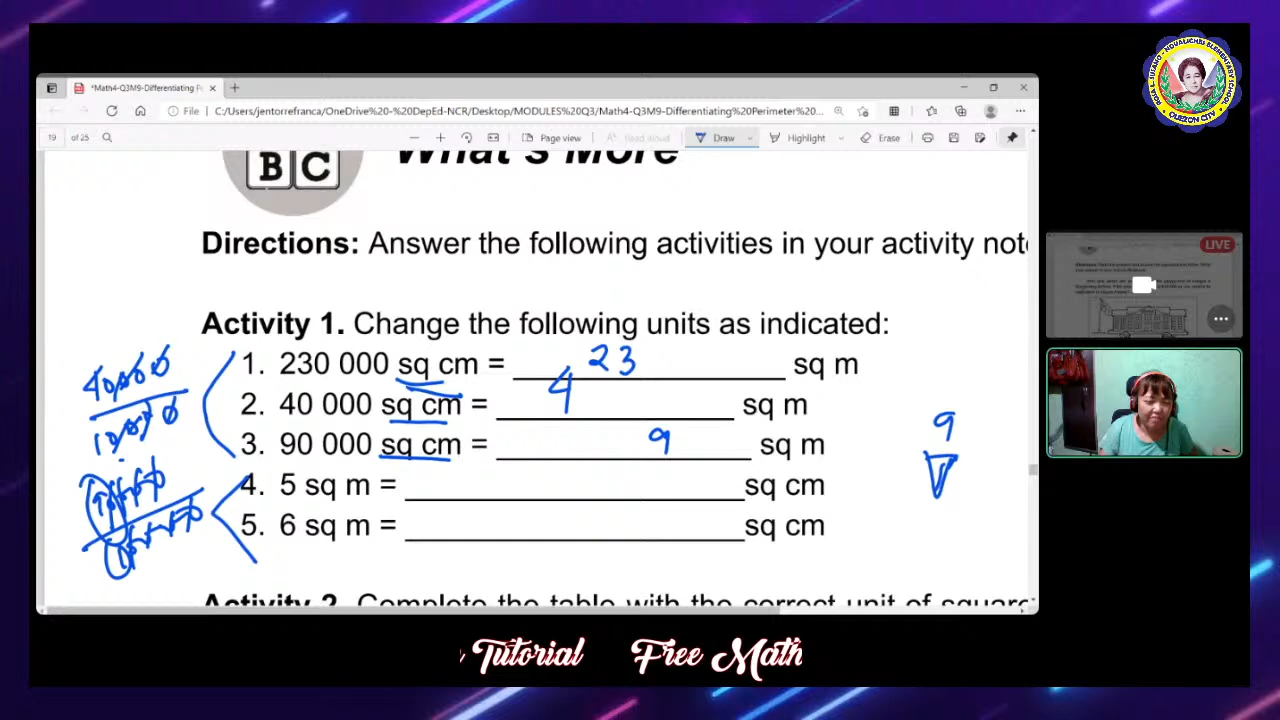 *Math4-Q3M9-Differentiating P
File
C:/Users/jentorrefranca/OneDrive%20-%20DepEd-NCR/Desktop/MODULES%20Q3/Math4-Q3M9-Differentiating%20Perimeter%20...
19 of 25
Page view
Read aloud
Draw
Highlight
Erase
B C What's More
Directions: Answer the following activities in your activity note
Activity 1. Change the following units as indicated:
1. 230 000 sq cm = 23 sq m
2. 40 000 sq cm = 4 sq m
3. 90 000 sq cm = 9 sq m
4. 5 sq m = ____ sq cm
5. 6 sq m = ____ sq cm
9
Activity 2. Complete the table with the correct unit of square
LIVE
QUEZON CITY
Tutorial Free Math